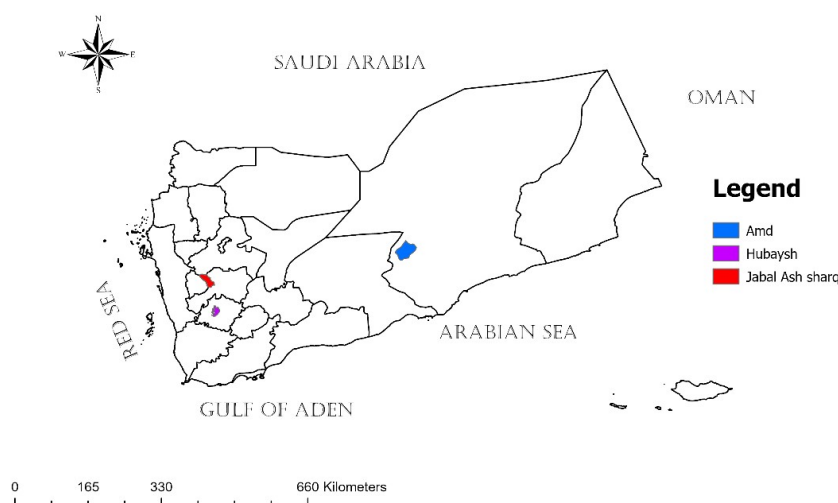 N
W
E
S
SAUDI ARABIA
OMAN
Legend
Amd
Hubaysh
Jabal Ash sharq
RED SEA
ARABIAN SEA
GULF OF ADEN
0 165 330 660 Kilometers